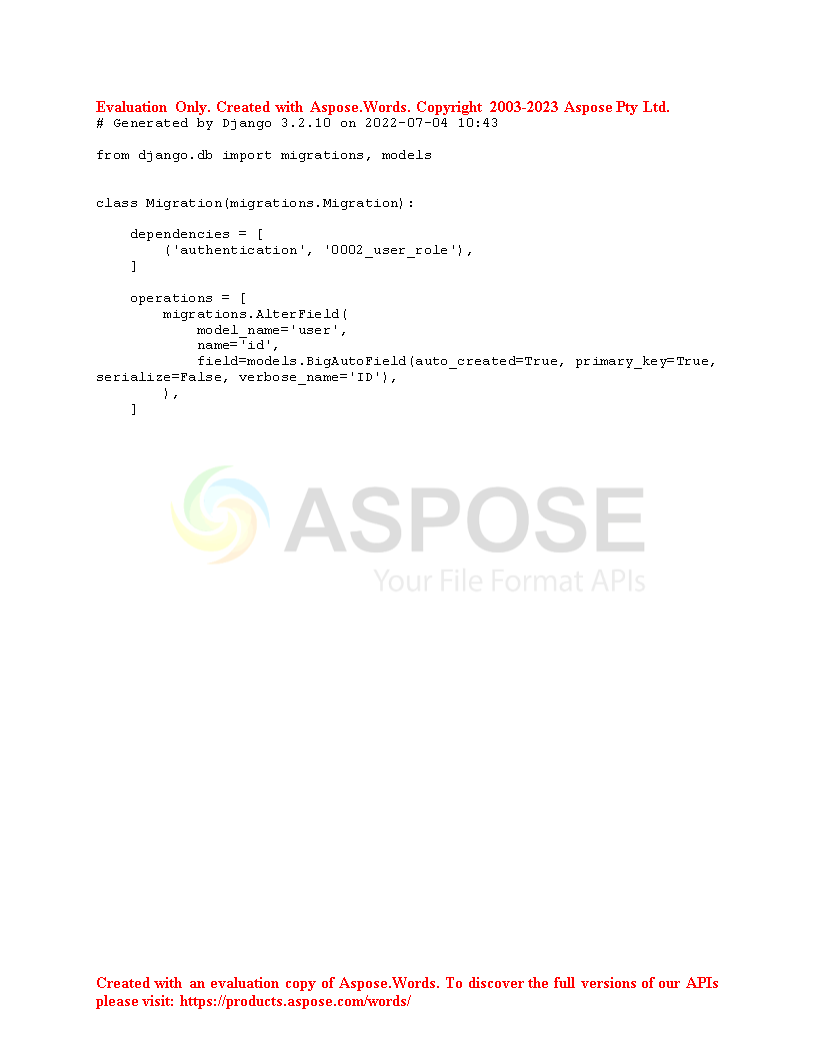 Evaluation Only. Created with Aspose.Words. Copyright 2003-2023 Aspose Pty Ltd.
# Generated by Django 3.2.10 on 2022-07-04 10:43
from django.db import migrations, models
class Migration(migrations.Migration):
    dependencies = [
        ('authentication', '0002_user_role'),
    ]
    operations = [
        migrations.AlterField(
            model_name='user',
            name='id',
            field=models.BigAutoField(auto_created=True, primary_key=True,
serialize=False, verbose_name='ID'),
        ),
    ]
ASPOSE
Your File Format APIs
Created with an evaluation copy of Aspose.Words. To discover the full versions of our APIs
please visit: https://products.aspose.com/words/